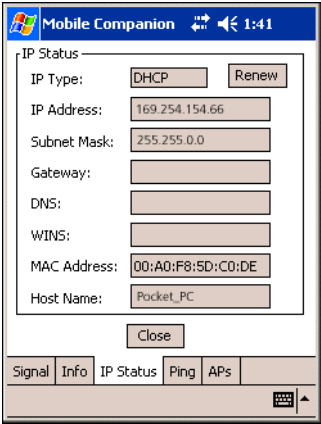 Mobile Companion 1:41
IP Status
IP Type: DHCP Renew
IP Address: 169.254.154.66
Subnet Mask: 255.255.0.0
Gateway:
DNS:
WINS:
MAC Address: 00:A0:F8:5D:C0:DE
Host Name: Pocket_PC
Close
Signal Info IP Status Ping APs